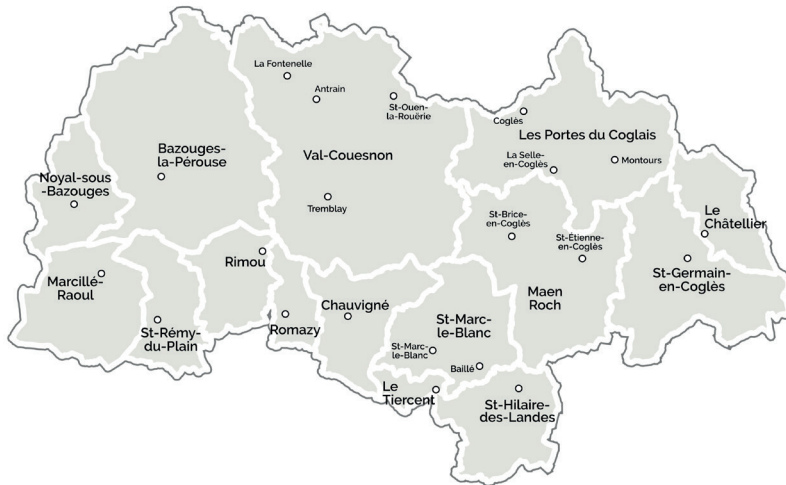 La Fontenelle
Antrain
St-Ouen-
la-Rouërie
Coglès
Les Portes du Coglais
Bazouges-
la-Pérouse
Val-Couesnon
La Selle-
en-Coglès
Montours
Noyal-sous
-Bazouges
Tremblay
St-Brice-
en-Coglès
Le
Châtellier
St-Étienne-
en-Coglès
Rimou
Marcillé-
Raoul
St-Germain-
en-Coglès
Maen
Roch
Chauvigné
St-Marc-
le-Blanc
St-Rémy-
du-Plain
Romazy
St-Marc-
le-Blanc
Baillé
Le
Tiercent
St-Hilaire-
des-Landes